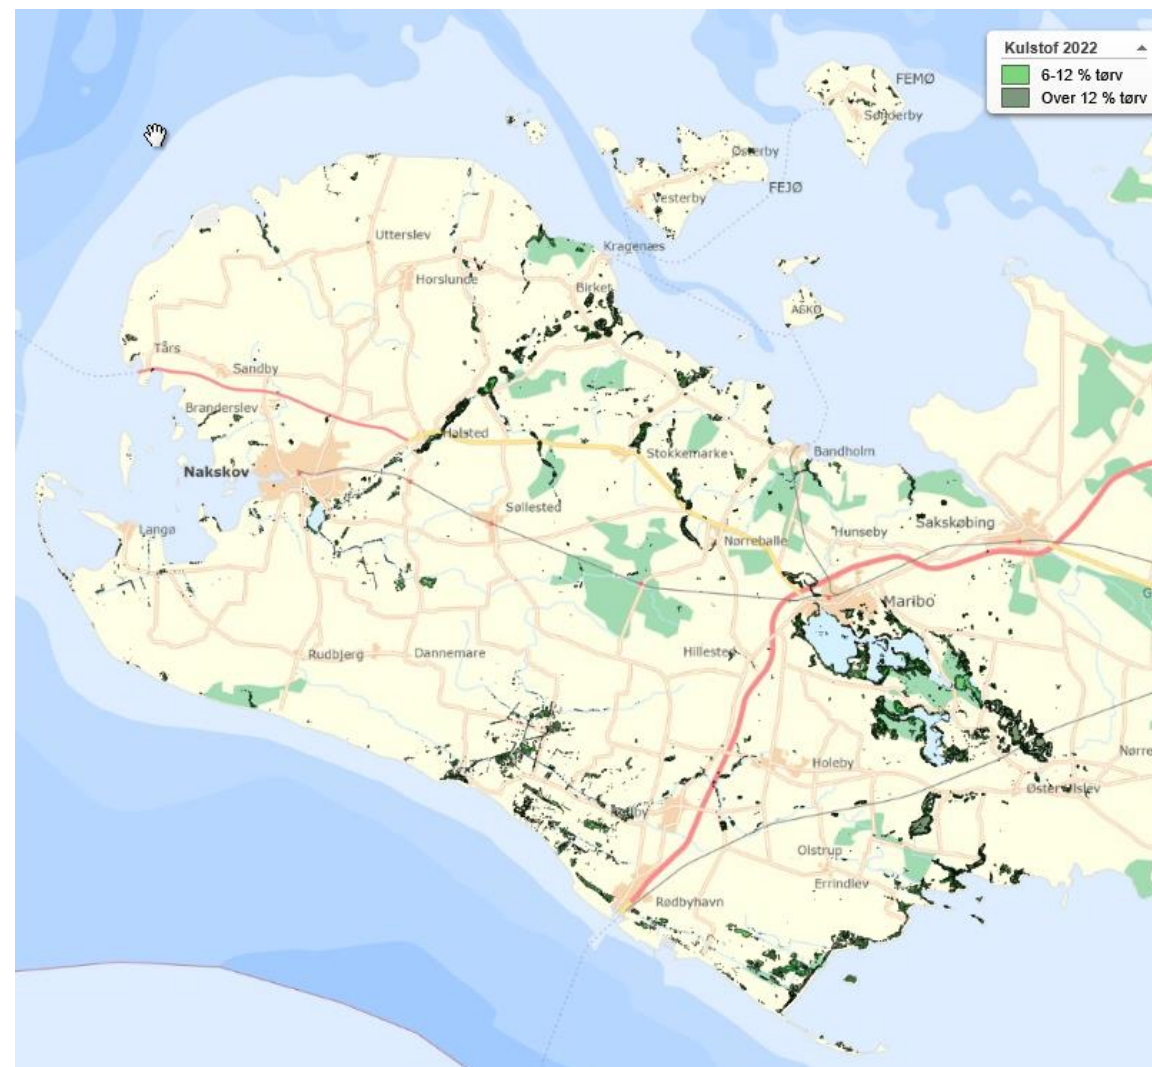 Kulstof 2022
6-12 % tørv
Over 12 % tørv
FEMØ
Sønderby
Østerby
FEJØ
Vesterby
Utterslev
Kragenæs
Horslunde
Birket
ASKØ
Tårs
Sandby
Branderslev
Halsted
Stokkemarke
Bandholm
Nakskov
Søllested
Sakskøbing
Langø
Hunseby
Nørreballe
Maribo
Rudbjerg
Dannemare
Hillested
Holeby
Nørre
Østerulslev
Olstrup
Errindlev
Rødbyhavn